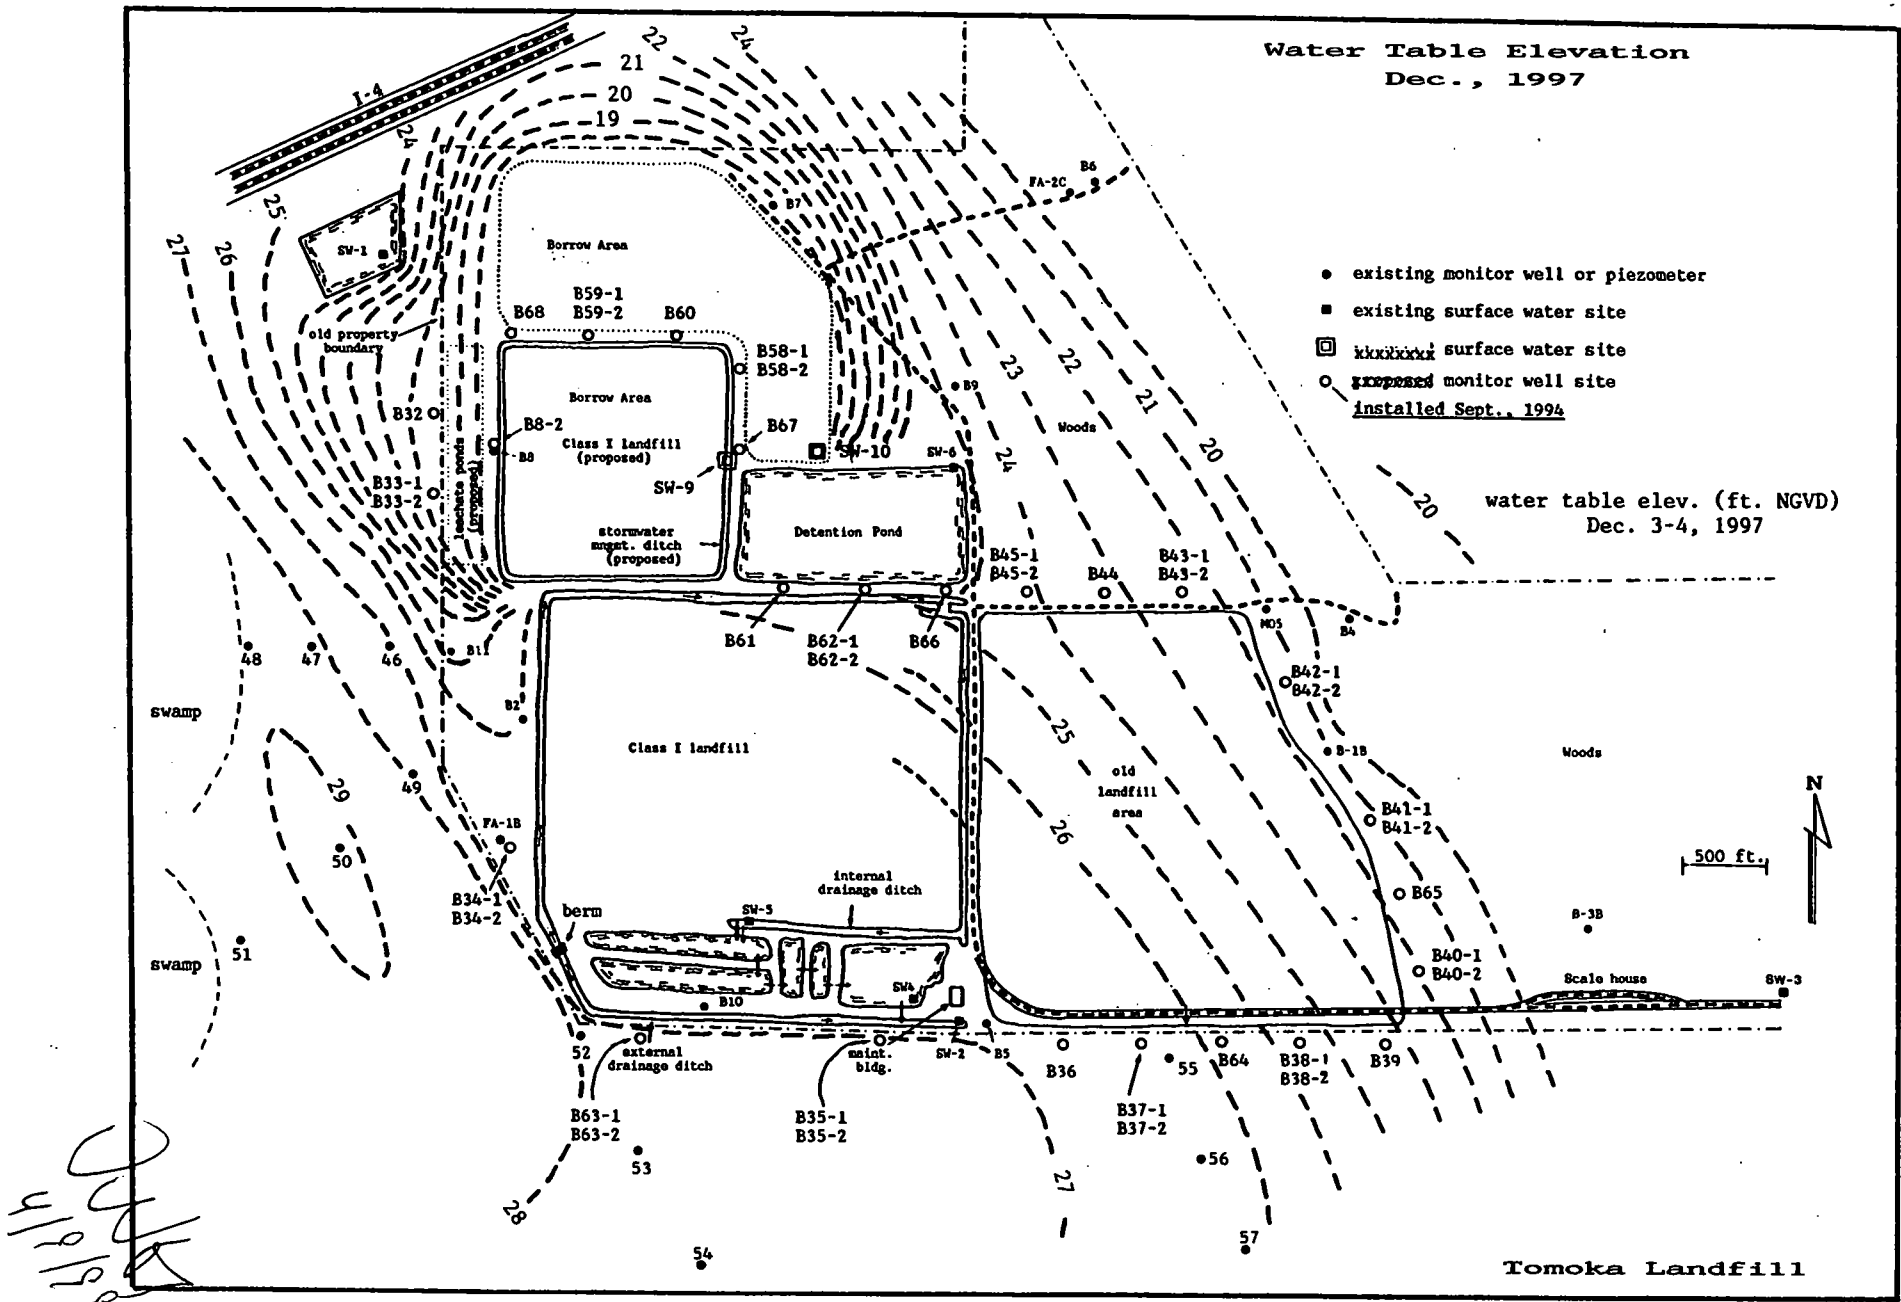 Water Table Elevation
Dec., 1997
I-4
22
24
21
20
19
24
25
26
27
SW-1
old property
boundary
Borrow Area
B7
FA-2C
B6
● existing monitor well or piezometer
■ existing surface water site
xxxxxxxx surface water site
proposed monitor well site
installed Sept., 1994
B68
B59-1
B59-2
B60
B58-1
B58-2
B9
23
22
21
20
24
Woods
B32
Borrow Area
B8-2
B8
Class I landfill
(proposed)
B67
SW-10
SW-6
SW-9
B33-1
B33-2
leachate ponds
(proposed)
20
water table elev. (ft. NGVD)
Dec. 3-4, 1997
stormwater
mngmt. ditch
(proposed)
Detention Pond
B45-1
B45-2
B44
B43-1
B43-2
B61
B62-1
B62-2
B66
MO5
B4
48
47
46
B11
B42-1
B42-2
swamp
B2
25
Class I landfill
B-1B
Woods
29
49
old
landfill
area
N
50
FA-1B
26
B41-1
B41-2
500 ft.
B34-1
B34-2
internal
drainage ditch
B65
berm
SW-5
B-3B
51
swamp
B40-1
B40-2
Scale house
SW-3
B10
SW4
52
external
drainage ditch
maint.
bldg.
SW-2
B5
B36
55
B64
B38-1
B38-2
B39
B63-1
B63-2
B35-1
B35-2
B37-1
B37-2
53
56
27
28
54
57
Tomoka Landfill